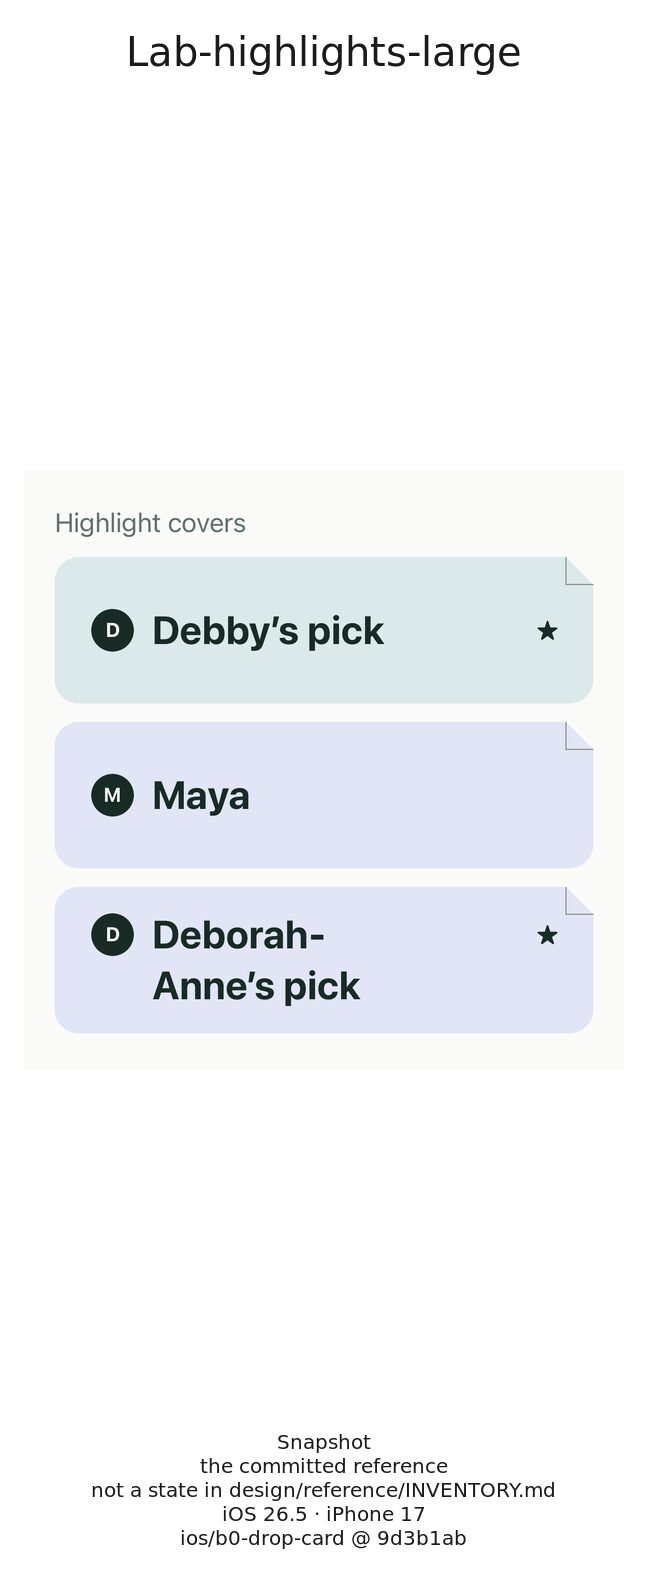 Lab-highlights-large
Highlight covers
D Debby’s pick ★
M Maya
D Deborah-
Anne’s pick ★
Snapshot
the committed reference
not a state in design/reference/INVENTORY.md
iOS 26.5 · iPhone 17
ios/b0-drop-card @ 9d3b1ab